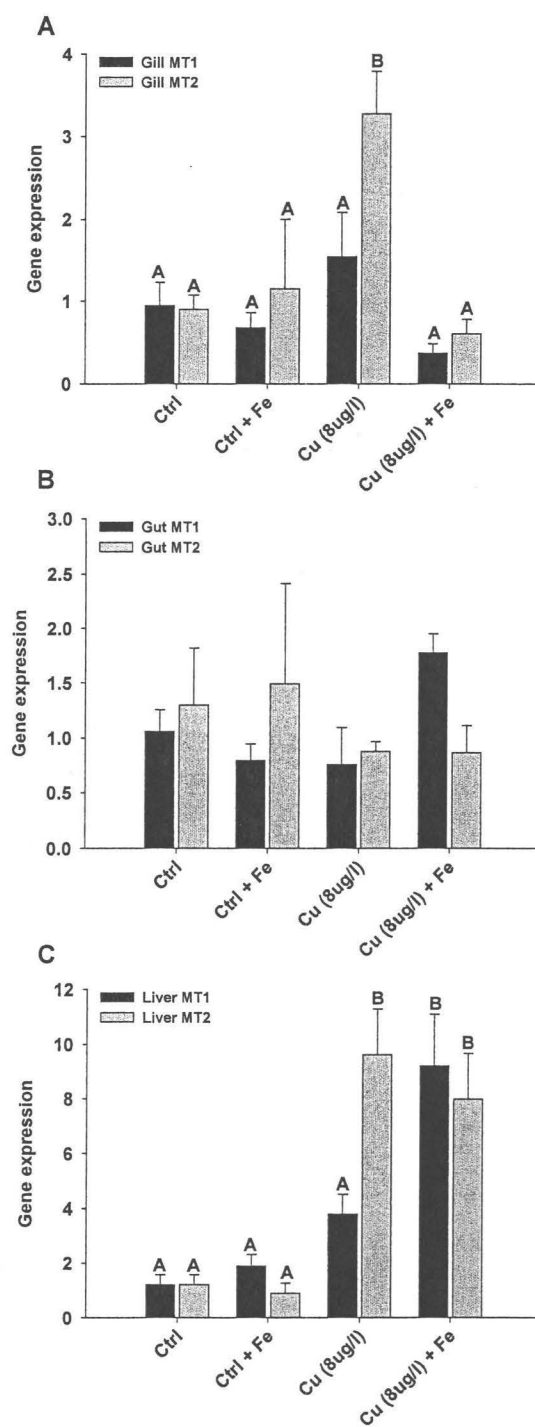 A
Gill MT1
Gill MT2
Gene expression
4
3
2
1
0
A
A
A
A
A
B
A
A
Ctrl
Ctrl + Fe
Cu (8ug/l)
Cu (8ug/l) + Fe
B
Gut MT1
Gut MT2
Gene expression
3.0
2.5
2.0
1.5
1.0
0.5
0.0
Ctrl
Ctrl + Fe
Cu (8ug/l)
Cu (8ug/l) + Fe
C
Liver MT1
Liver MT2
Gene expression
12
10
8
6
4
2
0
A
A
A
A
A
B
B
B
Ctrl
Ctrl + Fe
Cu (8ug/l)
Cu (8ug/l) + Fe